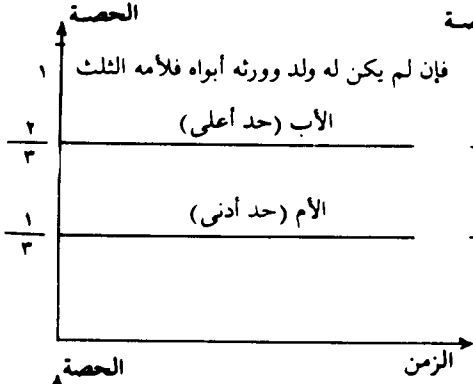 الحصة
صة
١ فإن لم يكن له ولد وورثه أبواه فلأمه الثلث
الأب (حد أعلى)
٢
٣
الأم (حد أدنى)
١
٣
الزمن
الحصة